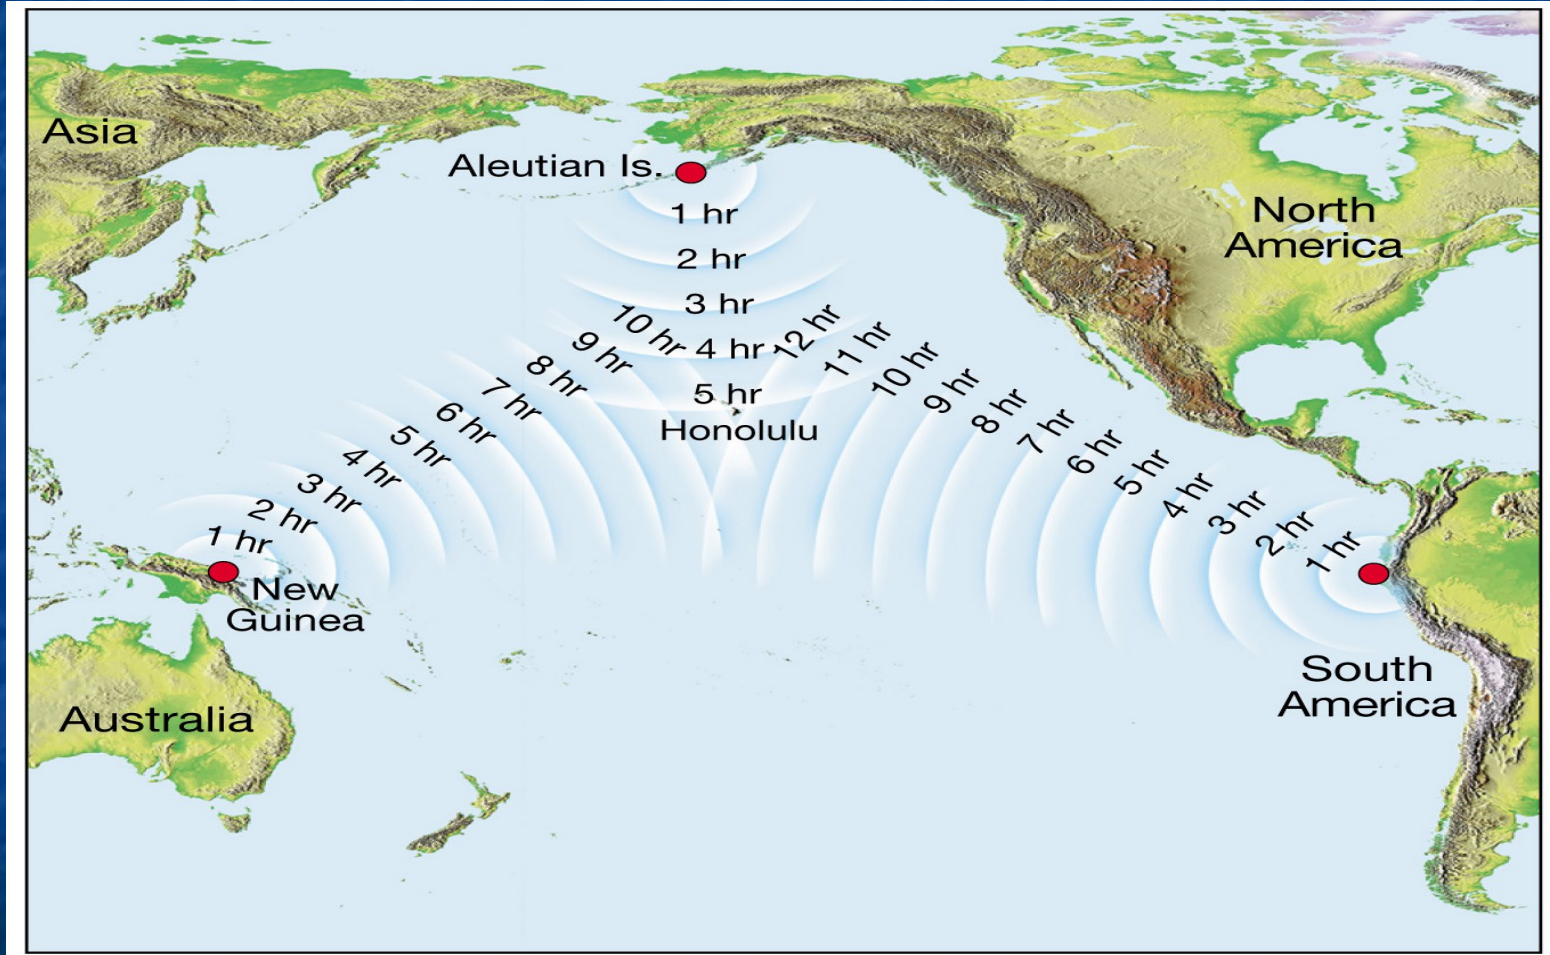 Asia
Aleutian Is.
North
America
1 hr
2 hr
3 hr
4 hr
5 hr
Honolulu
10 hr
9 hr
8 hr
7 hr
6 hr
5 hr
4 hr
3 hr
2 hr
1 hr
New
Guinea
12 hr
11 hr
10 hr
9 hr
8 hr
7 hr
6 hr
5 hr
4 hr
3 hr
2 hr
1 hr
South
America
Australia